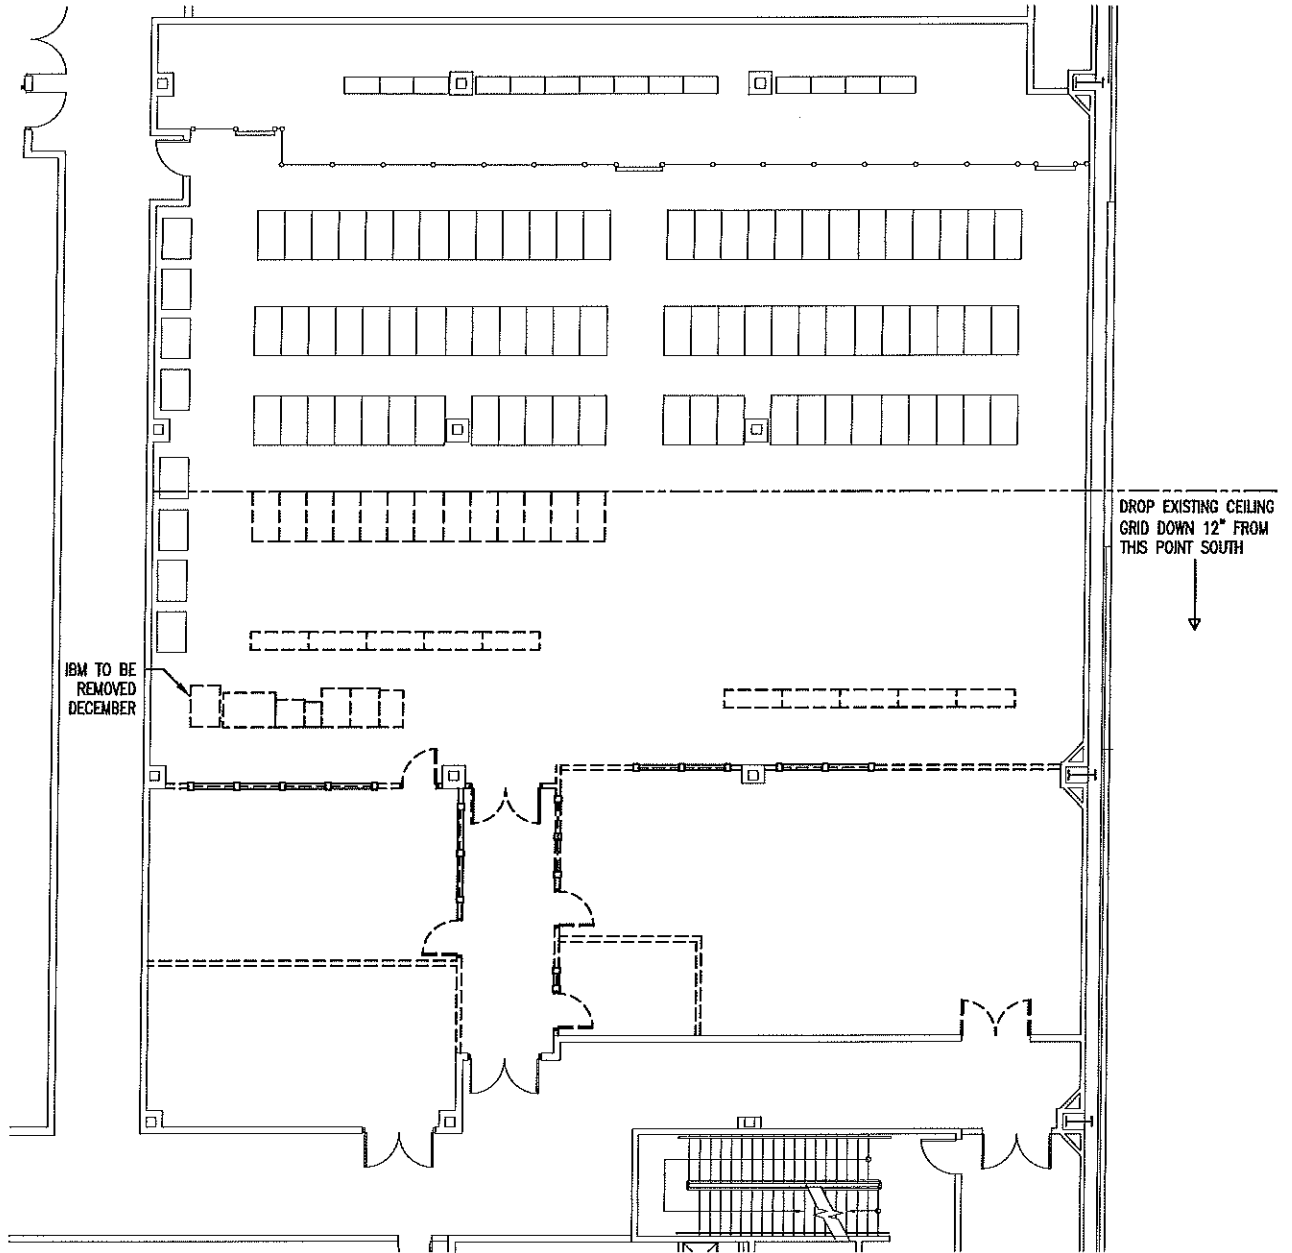 DROP EXISTING CEILING
GRID DOWN 12" FROM
THIS POINT SOUTH
IBM TO BE
REMOVED
DECEMBER